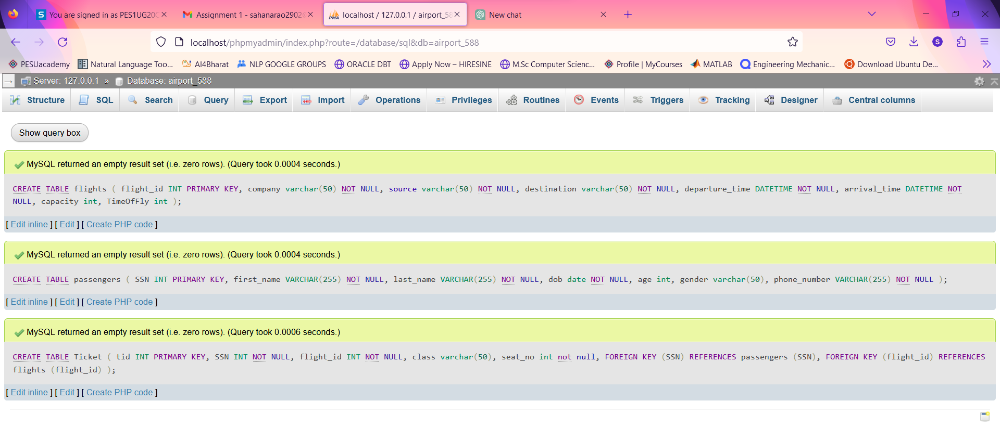 You are signed in as PES1UG20C
Assignment 1 - sahanarao2902@
localhost / 127.0.0.1 / airport_58
New chat
localhost/phpmyadmin/index.php?route=/database/sql&db=airport_588
PESUacademy Natural Language Too... AI4Bharat NLP GOOGLE GROUPS ORACLE DBT Apply Now – HIRESINE M.Sc Computer Scienc... Profile | MyCourses MATLAB Engineering Mechanic... Download Ubuntu De...
Server: 127.0.0.1 » Database: airport_588
Structure SQL Search Query Export Import Operations Privileges Routines Events Triggers Tracking Designer Central columns
Show query box
MySQL returned an empty result set (i.e. zero rows). (Query took 0.0004 seconds.)
CREATE TABLE flights ( flight_id INT PRIMARY KEY, company varchar(50) NOT NULL, source varchar(50) NOT NULL, destination varchar(50) NOT NULL, departure_time DATETIME NOT NULL, arrival_time DATETIME NOT
NULL, capacity int, TimeOfFly int );
[ Edit inline ] [ Edit ] [ Create PHP code ]
MySQL returned an empty result set (i.e. zero rows). (Query took 0.0004 seconds.)
CREATE TABLE passengers ( SSN INT PRIMARY KEY, first_name VARCHAR(255) NOT NULL, last_name VARCHAR(255) NOT NULL, dob date NOT NULL, age int, gender varchar(50), phone_number VARCHAR(255) NOT NULL );
[ Edit inline ] [ Edit ] [ Create PHP code ]
MySQL returned an empty result set (i.e. zero rows). (Query took 0.0006 seconds.)
CREATE TABLE Ticket ( tid INT PRIMARY KEY, SSN INT NOT NULL, flight_id INT NOT NULL, class varchar(50), seat_no int not null, FOREIGN KEY (SSN) REFERENCES passengers (SSN), FOREIGN KEY (flight_id) REFERENCES
flights (flight_id) );
[ Edit inline ] [ Edit ] [ Create PHP code ]